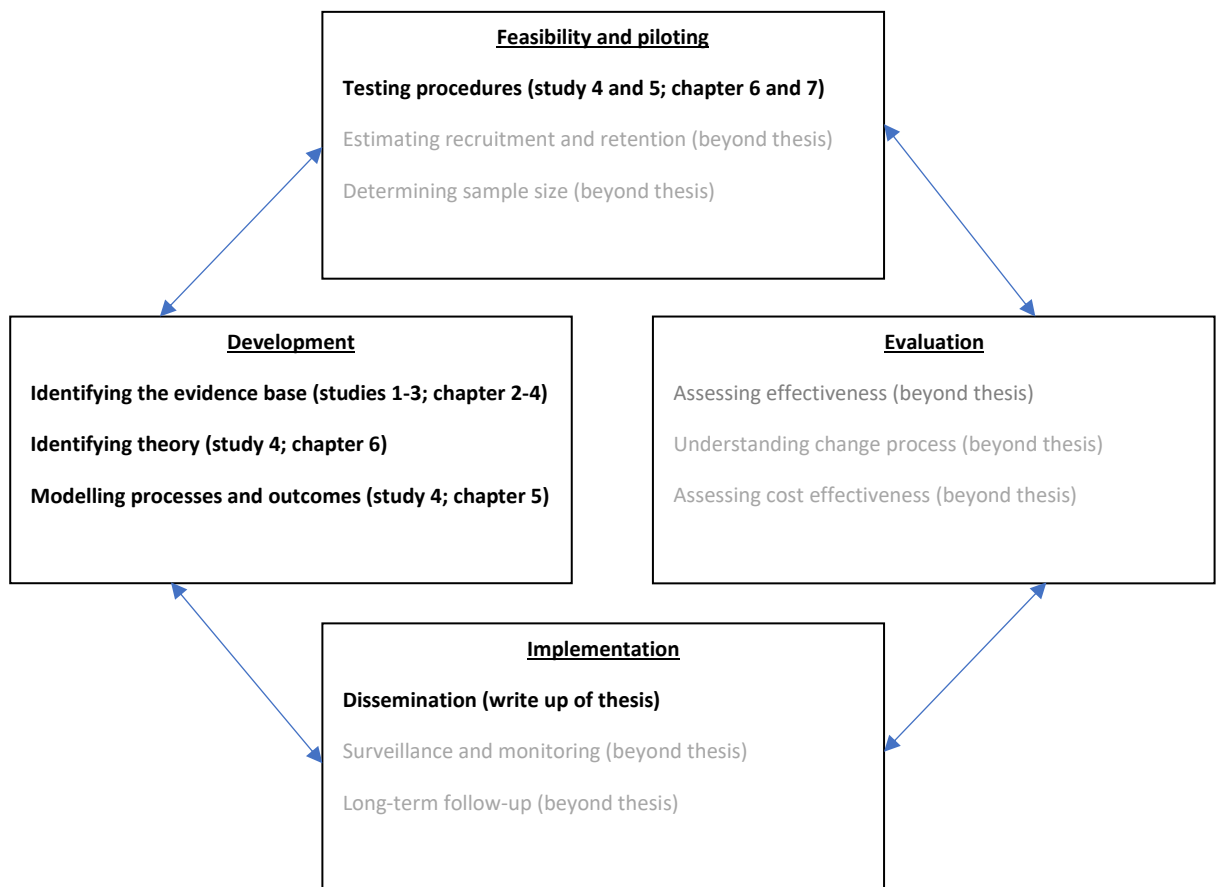 Feasibility and piloting
Testing procedures (study 4 and 5; chapter 6 and 7)
Estimating recruitment and retention (beyond thesis)
Determining sample size (beyond thesis)
Development
Identifying the evidence base (studies 1-3; chapter 2-4)
Identifying theory (study 4; chapter 6)
Modelling processes and outcomes (study 4; chapter 5)
Evaluation
Assessing effectiveness (beyond thesis)
Understanding change process (beyond thesis)
Assessing cost effectiveness (beyond thesis)
Implementation
Dissemination (write up of thesis)
Surveillance and monitoring (beyond thesis)
Long-term follow-up (beyond thesis)